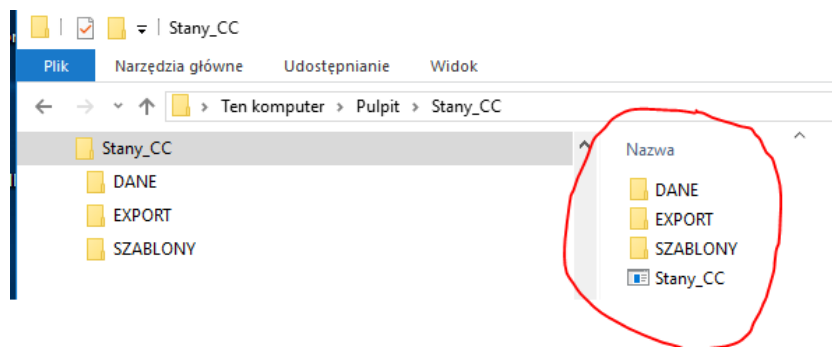 Stany_CC
Plik Narzędzia główne Udostępnianie Widok
Ten komputer > Pulpit > Stany_CC
Stany_CC
DANE
EXPORT
SZABLONY
Nazwa
DANE
EXPORT
SZABLONY
Stany_CC